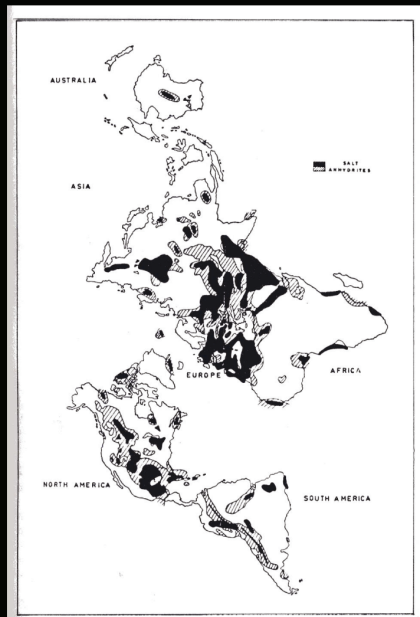 AUSTRALIA
SALT
ANHYDRITES
ASIA
EUROPE
AFRICA
NORTH AMERICA
SOUTH AMERICA